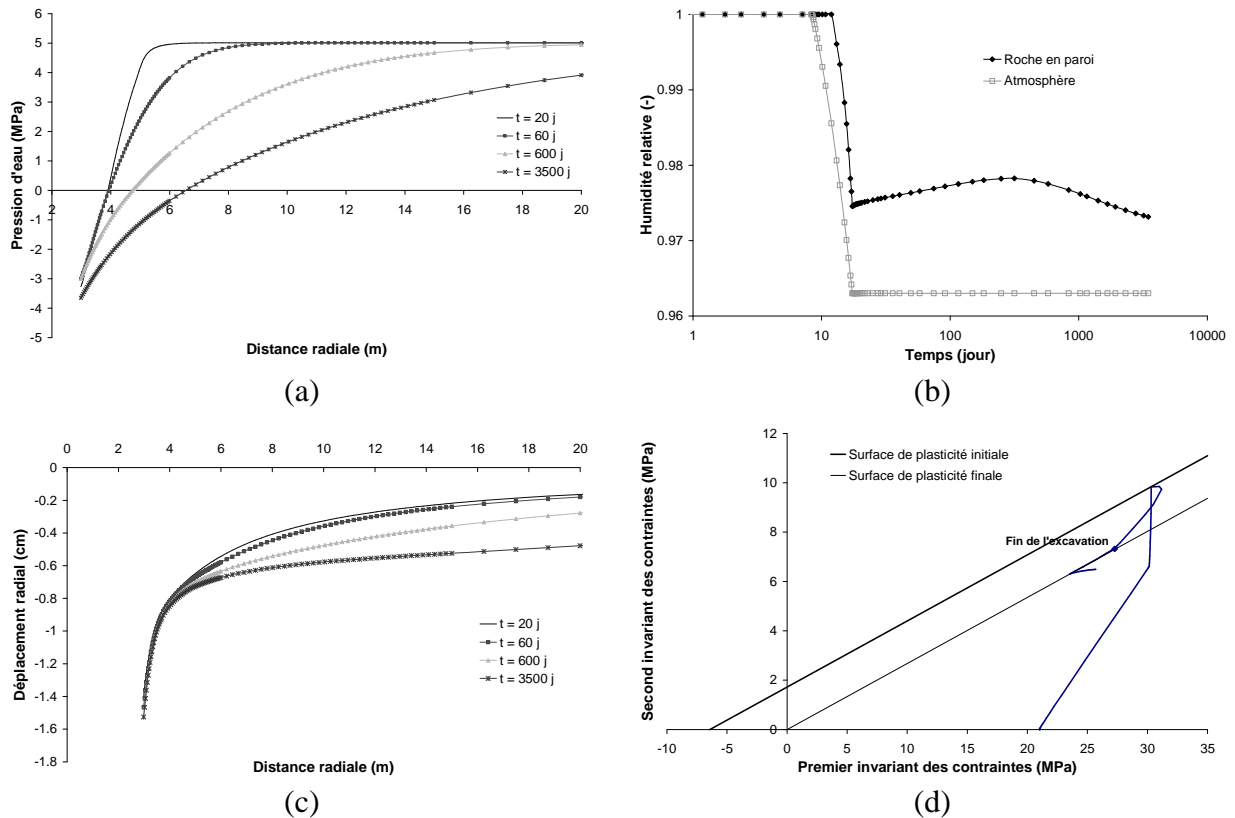 6
5
4
3
2
1
0
-1
-2
-3
-4
-5
2 4 6 8 10 12 14 16 18 20
Pression d'eau (MPa)
Distance radiale (m)
t = 20 j
t = 60 j
t = 600 j
t = 3500 j
(a)
1
0.99
0.98
0.97
0.96
1 10 100 1000 10000
Humidité relative (-)
Temps (jour)
Roche en paroi
Atmosphère
(b)
0 2 4 6 8 10 12 14 16 18 20
0
-0.2
-0.4
-0.6
-0.8
-1
-1.2
-1.4
-1.6
-1.8
Déplacement radial (cm)
Distance radiale (m)
t = 20 j
t = 60 j
t = 600 j
t = 3500 j
(c)
12
10
8
6
4
2
0
-10 -5 0 5 10 15 20 25 30 35
Second invariant des contraintes (MPa)
Premier invariant des contraintes (MPa)
Surface de plasticité initiale
Surface de plasticité finale
Fin de l'excavation
(d)